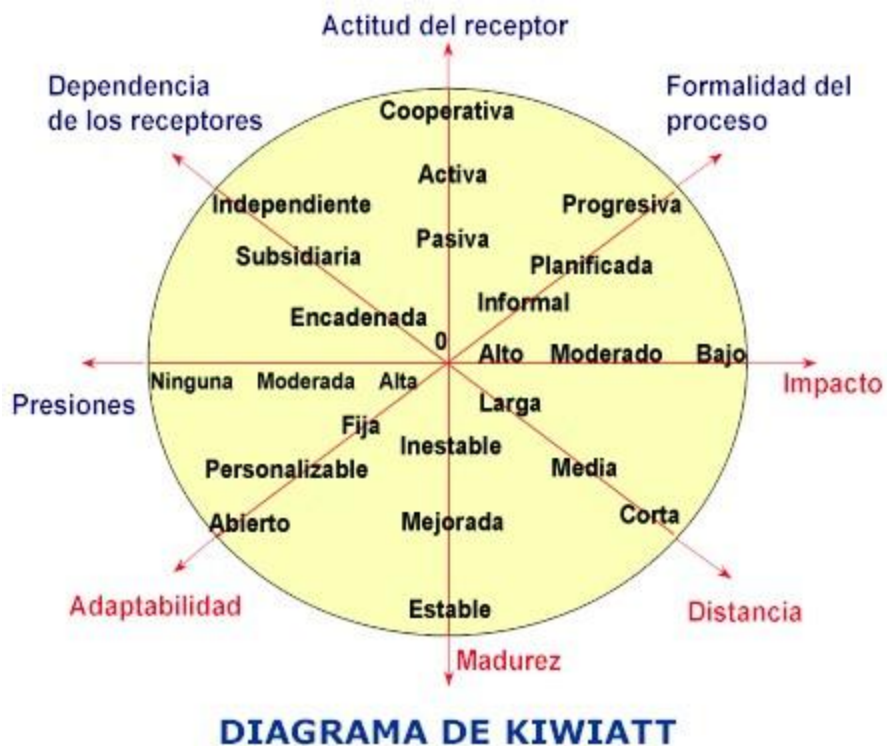 Actitud del receptor
Dependencia
de los receptores
Formalidad del
proceso
Cooperativa
Activa
Independiente
Progresiva
Pasiva
Subsidiaria
Planificada
Informal
Encadenada
0
Alto Moderado Bajo
Ninguna Moderada Alta
Impacto
Presiones
Larga
Fija
Inestable
Personalizable
Media
Abierto
Mejorada
Corta
Adaptabilidad
Estable
Distancia
Madurez
DIAGRAMA DE KIWIATT